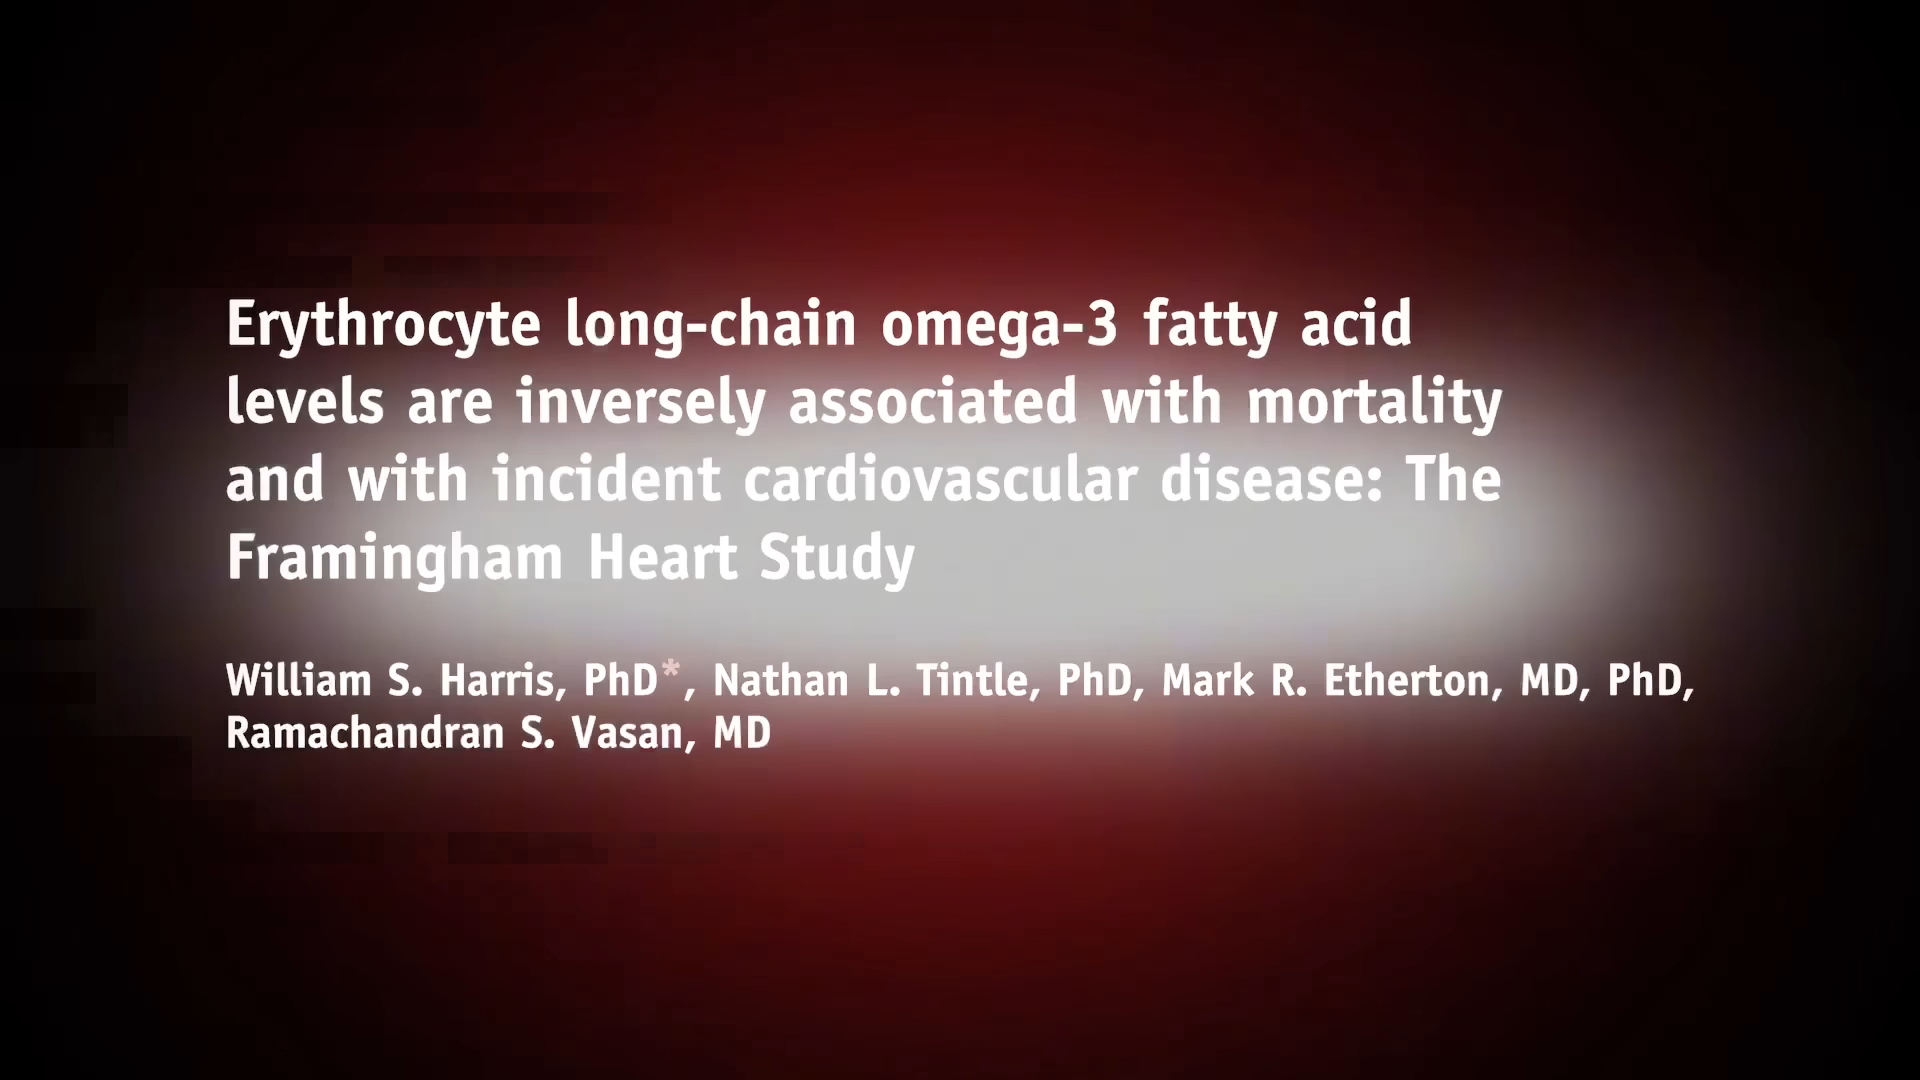 Erythrocyte long-chain omega-3 fatty acid
levels are inversely associated with mortality
and with incident cardiovascular disease: The
Framingham Heart Study
William S. Harris, PhD*, Nathan L. Tintle, PhD, Mark R. Etherton, MD, PhD,
Ramachandran S. Vasan, MD